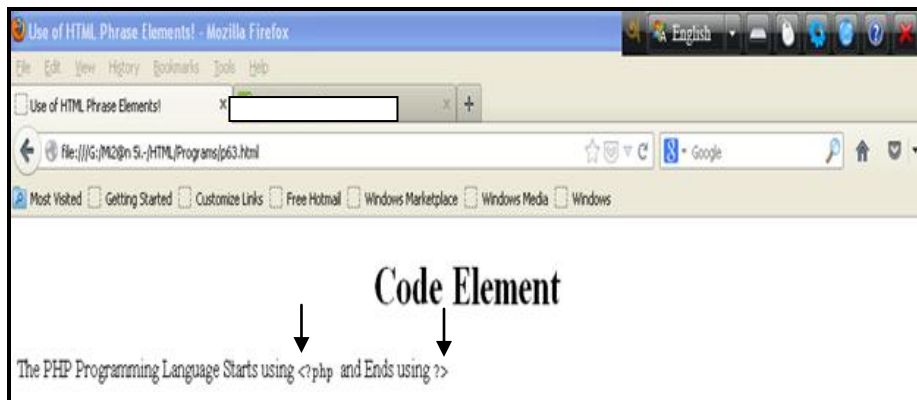 Use of HTML Phrase Elements! - Mozilla Firefox
অ English
File Edit View History Bookmarks Tools Help
Use of HTML Phrase Elements! x x +
file:///G:/Mi2@n Si.-/HTML/Programs/p63.html Google
Most Visited Getting Started Customize Links Free Hotmail Windows Marketplace Windows Media Windows
Code Element
The PHP Programming Language Starts using <?php and Ends using ?>